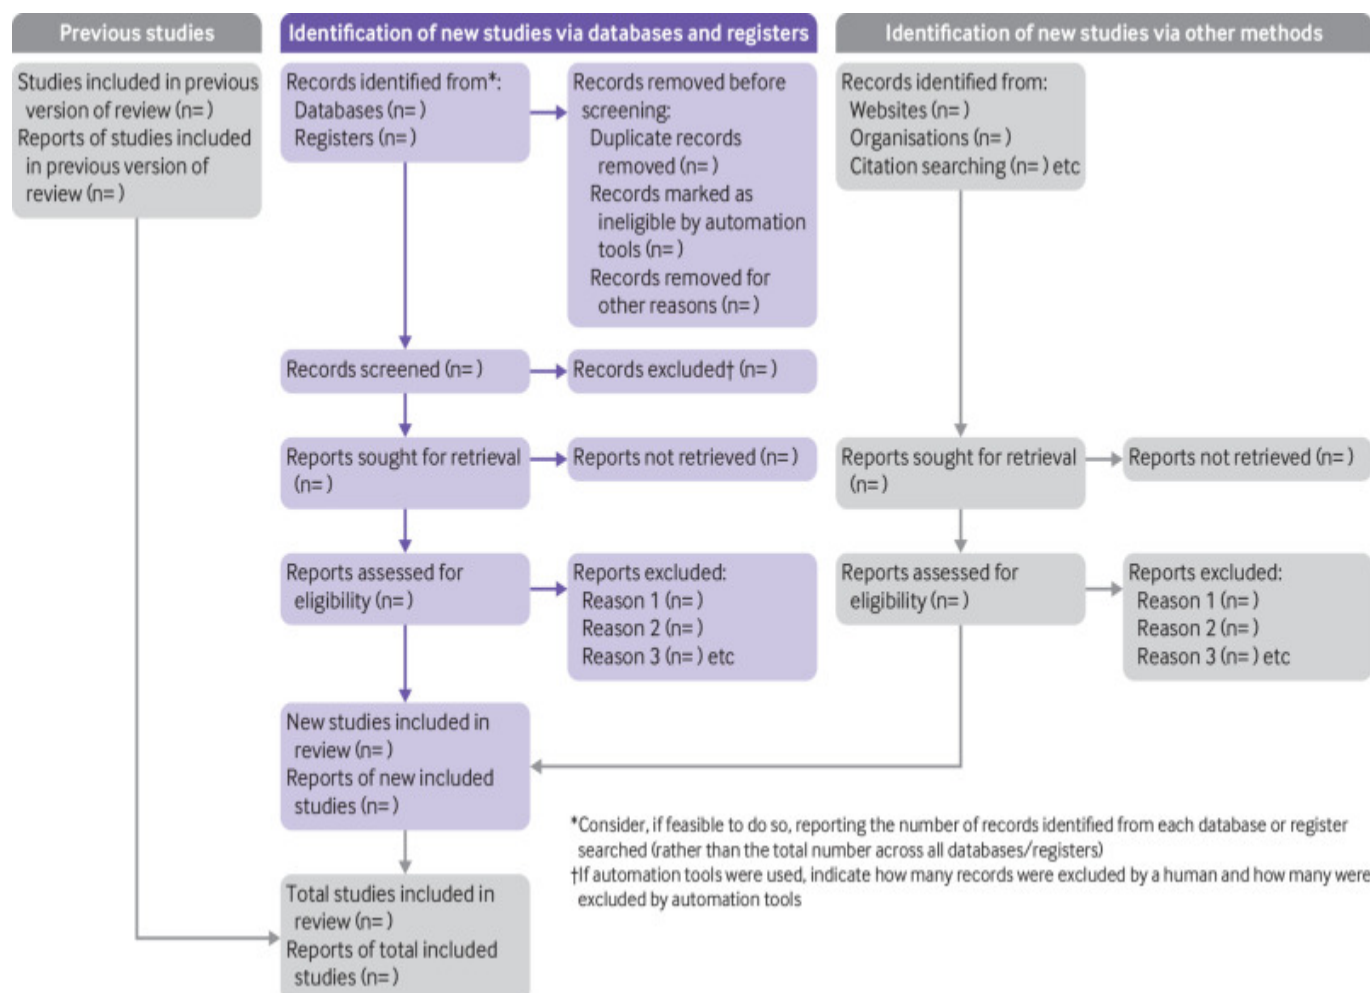 Previous studies
Studies included in previous
version of review (n= )
Reports of studies included
in previous version of
review (n= )
Identification of new studies via databases and registers
Records identified from*:
Databases (n= )
Registers (n= )
Records removed before
screening:
Duplicate records
removed (n= )
Records marked as
ineligible by automation
tools (n= )
Records removed for
other reasons (n= )
Records screened (n= )
Records excluded† (n= )
Reports sought for retrieval
(n= )
Reports not retrieved (n= )
Reports assessed for
eligibility (n= )
Reports excluded:
Reason 1 (n= )
Reason 2 (n= )
Reason 3 (n= ) etc
New studies included in
review (n= )
Reports of new included
studies (n= )
Identification of new studies via other methods
Records identified from:
Websites (n= )
Organisations (n= )
Citation searching (n= ) etc
Reports sought for retrieval
(n= )
Reports not retrieved (n= )
Reports assessed for
eligibility (n= )
Reports excluded:
Reason 1 (n= )
Reason 2 (n= )
Reason 3 (n= ) etc
Total studies included in
review (n= )
Reports of total included
studies (n= )
*Consider, if feasible to do so, reporting the number of records identified from each database or register
searched (rather than the total number across all databases/registers)
†If automation tools were used, indicate how many records were excluded by a human and how many were
excluded by automation tools